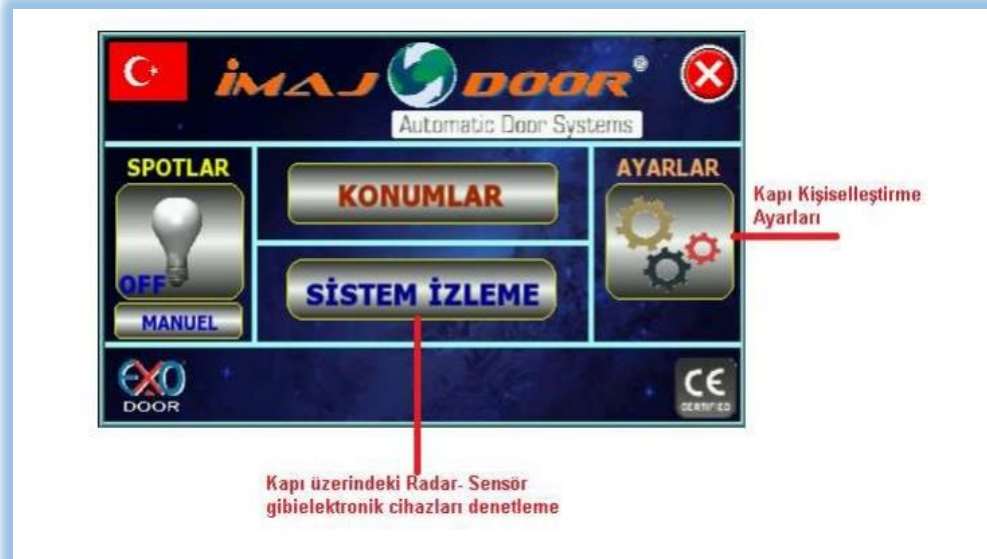 İMAJ DOOR®
Automatic Door Systems
SPOTLAR
OFF
MANUEL
KONUMLAR
SİSTEM İZLEME
AYARLAR
Kapı Kişiselleştirme
Ayarları
EXO
DOOR
CE
CERTIFIED
Kapı üzerindeki Radar- Sensör
gibielektronik cihazları denetleme